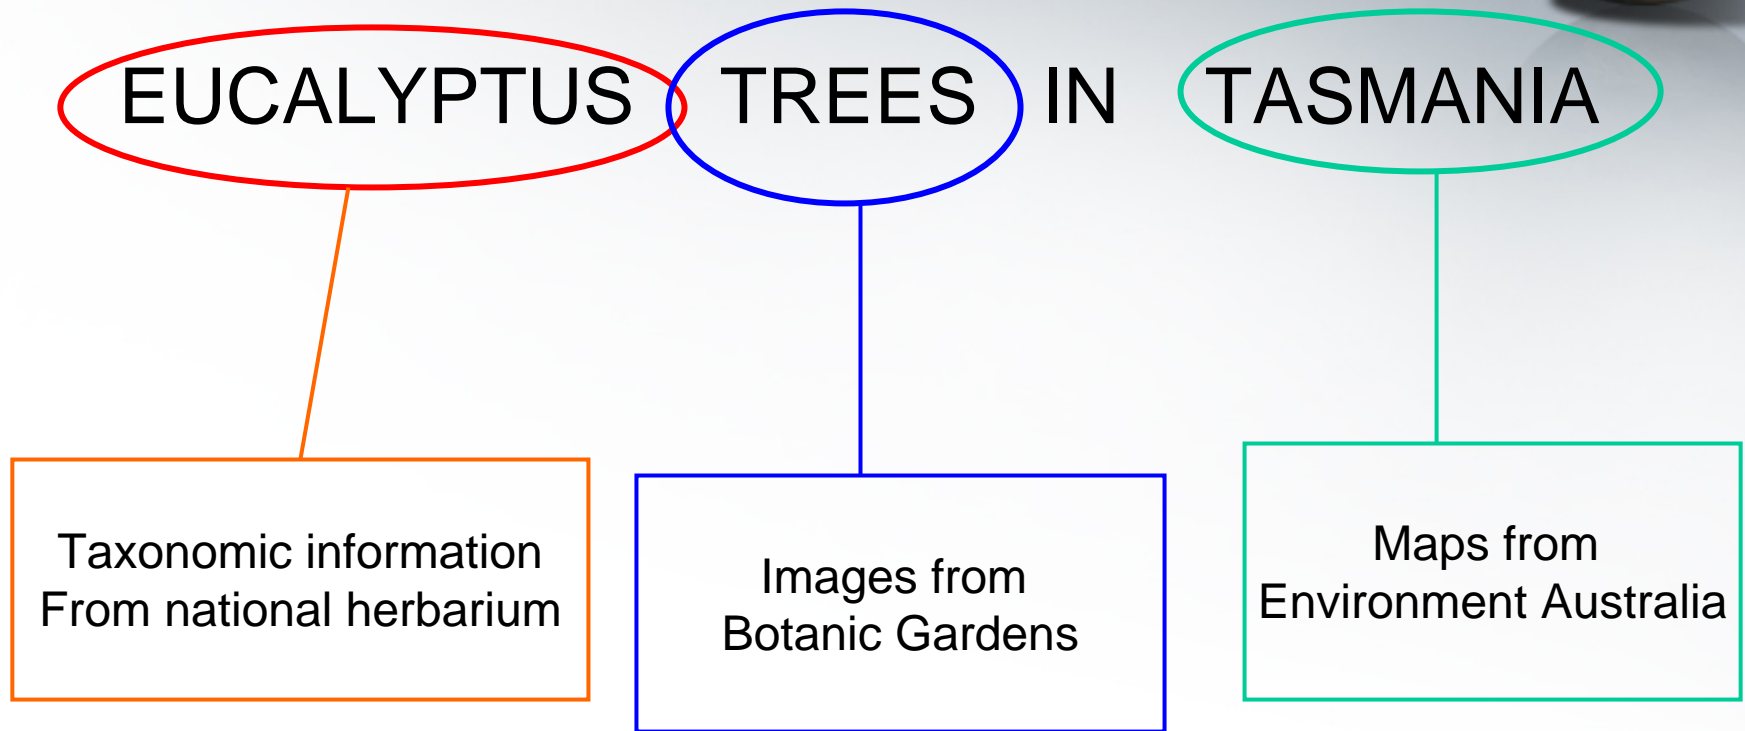 EUCALYPTUS TREES IN TASMANIA
Taxonomic information
From national herbarium
Images from
Botanic Gardens
Maps from
Environment Australia